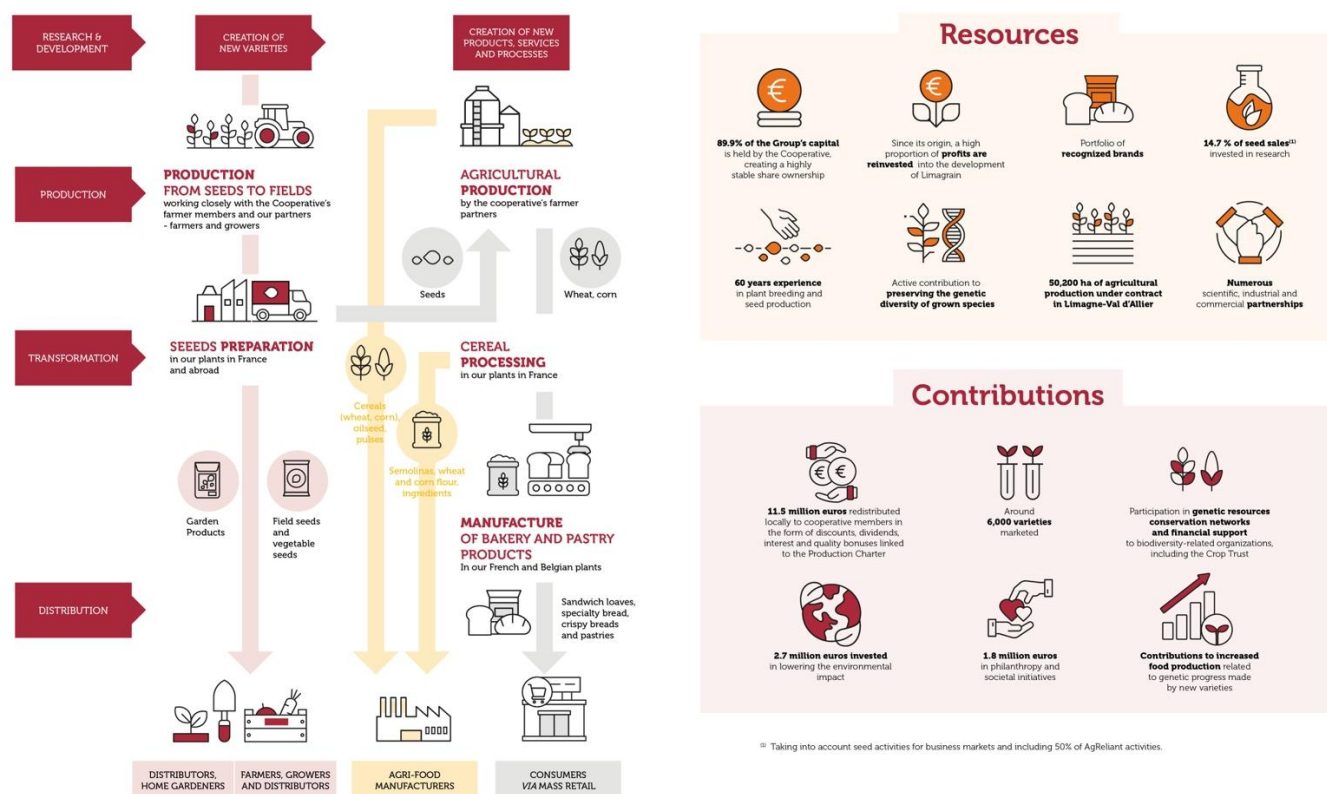 RESEARCH &
DEVELOPMENT
CREATION OF
NEW VARIETIES
CREATION OF NEW
PRODUCTS, SERVICES
AND PROCESSES
PRODUCTION
PRODUCTION
FROM SEEDS TO FIELDS
working closely with the Cooperative's
farmer members and our partners
- farmers and growers
AGRICULTURAL
PRODUCTION
by the cooperative's farmer
partners
Seeds
Wheat, corn
TRANSFORMATION
SEEEDS PREPARATION
in our plants in France
and abroad
Cereals
(wheat, corn),
oilseed,
pulses
CEREAL
PROCESSING
in our plants in France
Semolinas, wheat
and corn flour,
ingredients
Garden
Products
Field seeds
and
vegetable
seeds
MANUFACTURE
OF BAKERY AND PASTRY
PRODUCTS
In our French and Belgian plants
DISTRIBUTION
Sandwich loaves,
specialty bread,
crispy breads
and pastries
DISTRIBUTORS,
HOME GARDENERS
FARMERS, GROWERS
AND DISTRIBUTORS
AGRI-FOOD
MANUFACTURERS
CONSUMERS
VIA MASS RETAIL
Resources
€
89.9% of the Group's capital
is held by the Cooperative,
creating a highly
stable share ownership
€
Since its origin, a high
proportion of profits are
reinvested into the development
of Limagrain
Portfolio of
recognized brands
14.7 % of seed sales(1)
invested in research
60 years experience
in plant breeding and
seed production
Active contribution to
preserving the genetic
diversity of grown species
50,200 ha of agricultural
production under contract
in Limagne-Val d'Allier
Numerous
scientific, industrial and
commercial partnerships
Contributions
€ €
11.5 million euros redistributed
locally to cooperative members in
the form of discounts, dividends,
interest and quality bonuses linked
to the Production Charter
Around
6,000 varieties
marketed
Participation in genetic resources
conservation networks
and financial support
to biodiversity-related organizations,
including the Crop Trust
2.7 million euros invested
in lowering the environmental
impact
1.8 million euros
in philanthropy and
societal initiatives
Contributions to increased
food production related
to genetic progress made
by new varieties
(1) Taking into account seed activities for business markets and including 50% of AgReliant activities.